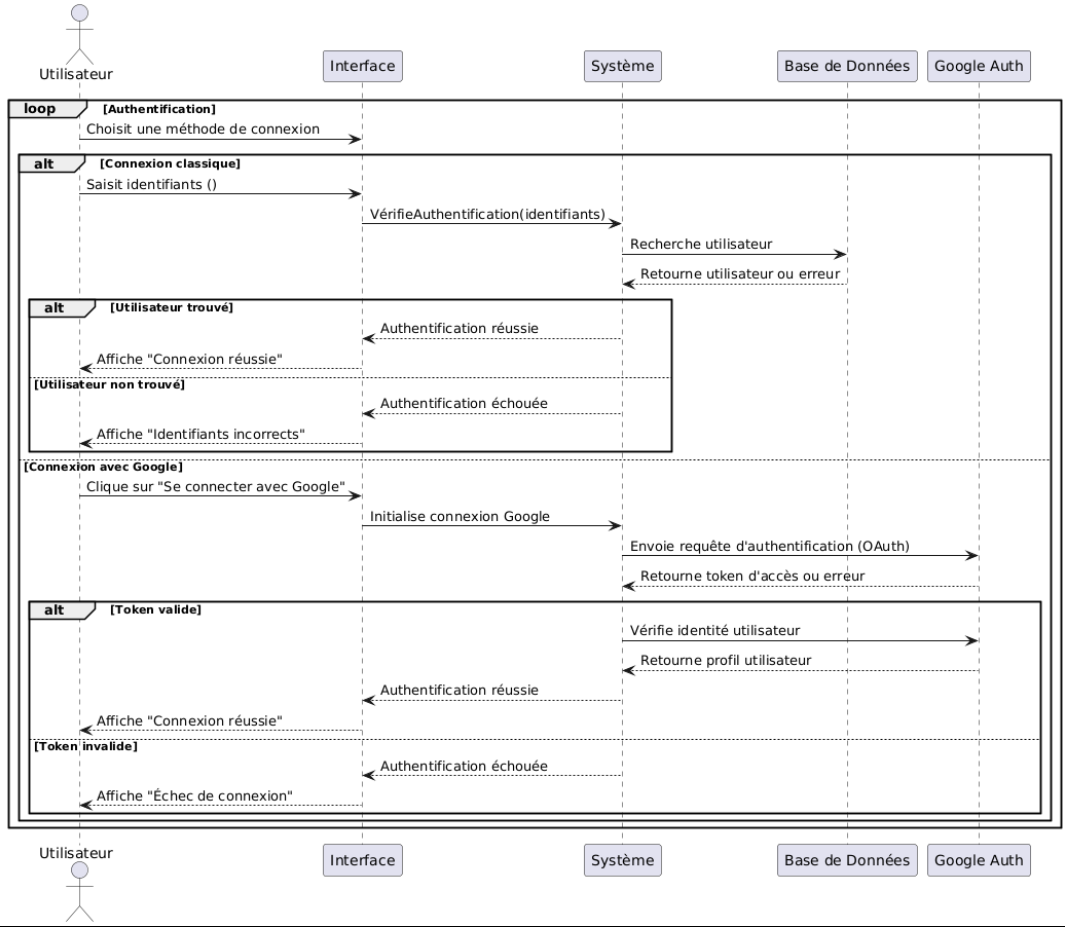 Utilisateur
Interface
Système
Base de Données
Google Auth
loop
[Authentification]
Choisit une méthode de connexion
alt
[Connexion classique]
Saisit identifiants ()
VérifieAuthentification(identifiants)
Recherche utilisateur
Retourne utilisateur ou erreur
alt
[Utilisateur trouvé]
Authentification réussie
Affiche "Connexion réussie"
[Utilisateur non trouvé]
Authentification échouée
Affiche "Identifiants incorrects"
[Connexion avec Google]
Clique sur "Se connecter avec Google"
Initialise connexion Google
Envoie requête d'authentification (OAuth)
Retourne token d'accès ou erreur
alt
[Token valide]
Vérifie identité utilisateur
Retourne profil utilisateur
Authentification réussie
Affiche "Connexion réussie"
[Token invalide]
Authentification échouée
Affiche "Échec de connexion"
Utilisateur
Interface
Système
Base de Données
Google Auth